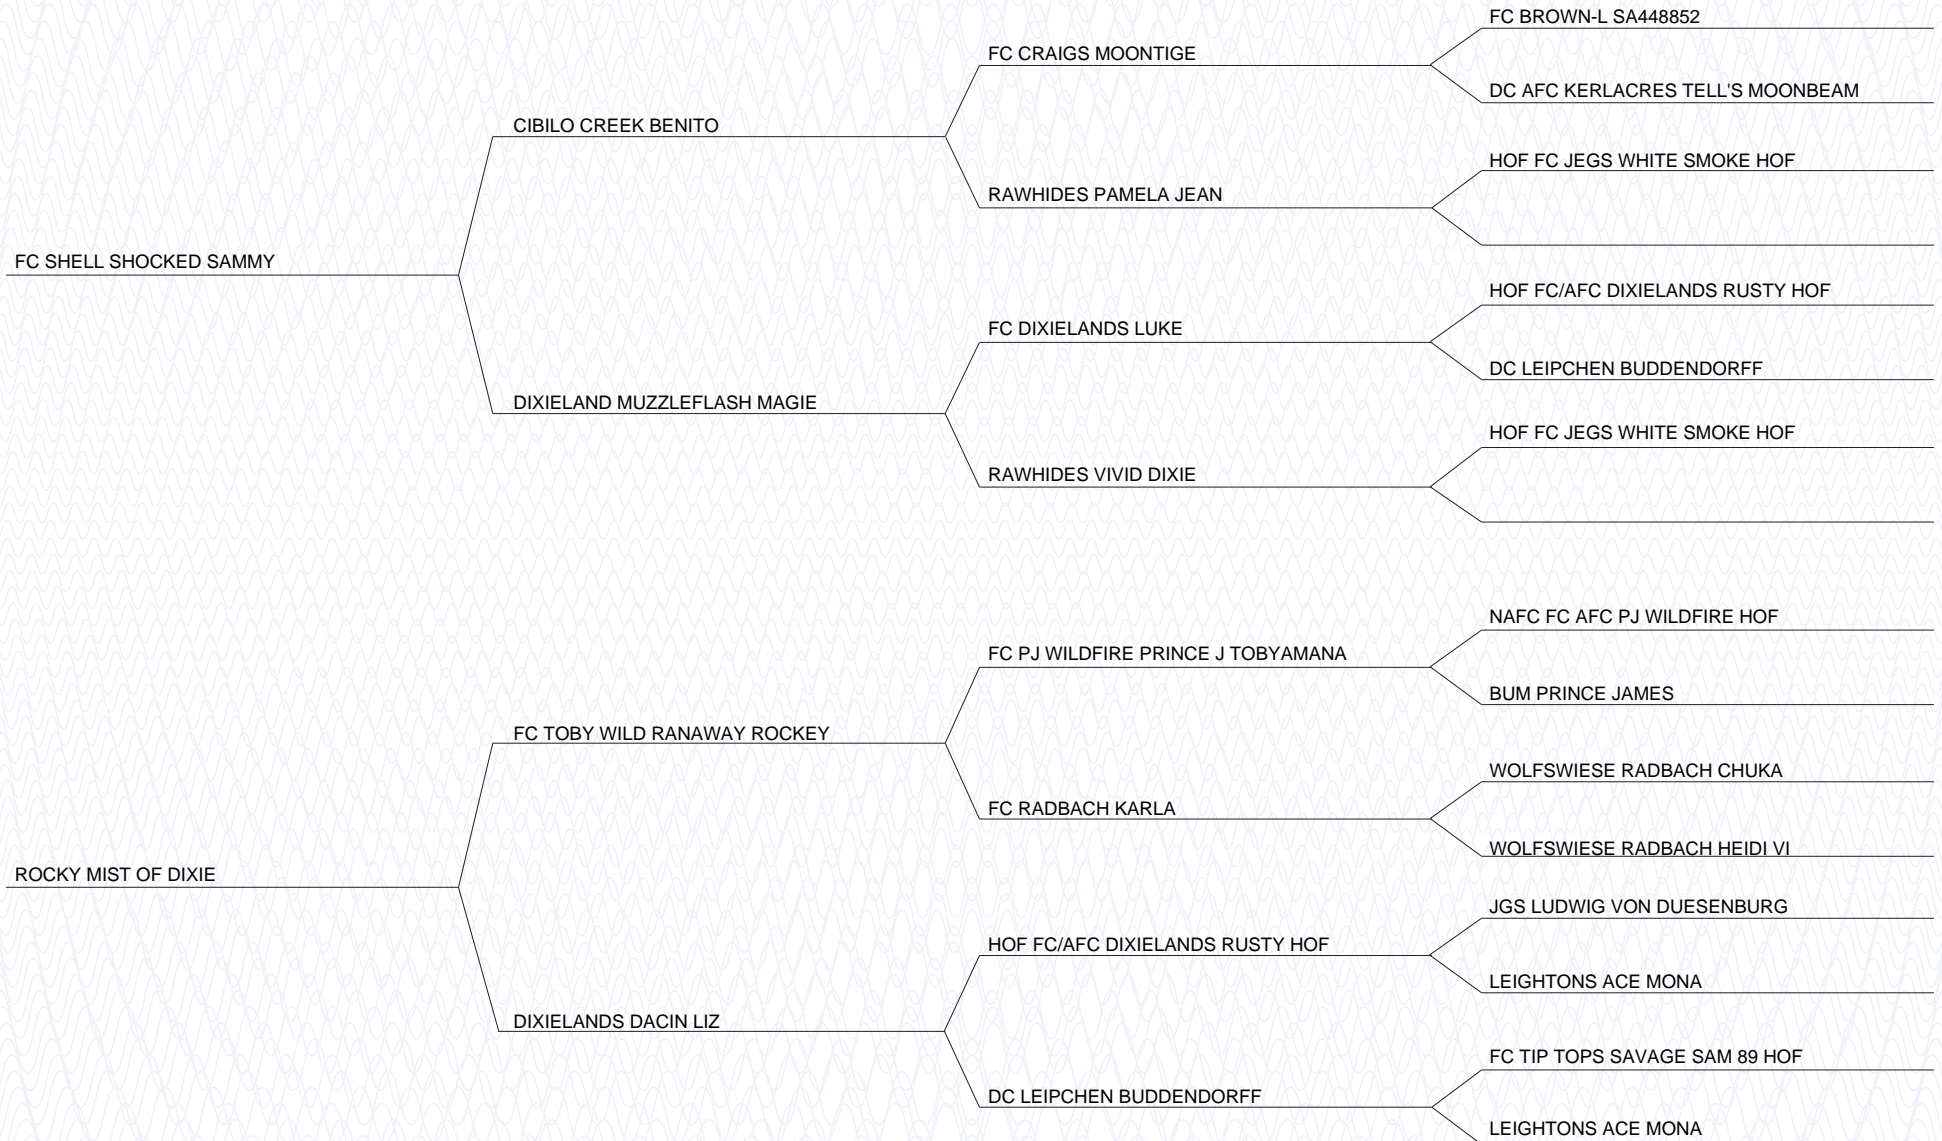 FC BROWN-L SA448852
FC CRAIGS MOONTIGE
DC AFC KERLACRES TELL'S MOONBEAM
CIBILO CREEK BENITO
HOF FC JEGS WHITE SMOKE HOF
RAWHIDES PAMELA JEAN
FC SHELL SHOCKED SAMMY
HOF FC/AFC DIXIELANDS RUSTY HOF
FC DIXIELANDS LUKE
DC LEIPCHEN BUDDENDORFF
DIXIELAND MUZZLEFLASH MAGIE
HOF FC JEGS WHITE SMOKE HOF
RAWHIDES VIVID DIXIE
NAFC FC AFC PJ WILDFIRE HOF
FC PJ WILDFIRE PRINCE J TOBYAMANA
BUM PRINCE JAMES
FC TOBY WILD RANAWAY ROCKEY
WOLFSWIESE RADBACH CHUKA
FC RADBACH KARLA
WOLFSWIESE RADBACH HEIDI VI
ROCKY MIST OF DIXIE
JGS LUDWIG VON DUESENBURG
HOF FC/AFC DIXIELANDS RUSTY HOF
LEIGHTONS ACE MONA
DIXIELANDS DACIN LIZ
FC TIP TOPS SAVAGE SAM 89 HOF
DC LEIPCHEN BUDDENDORFF
LEIGHTONS ACE MONA